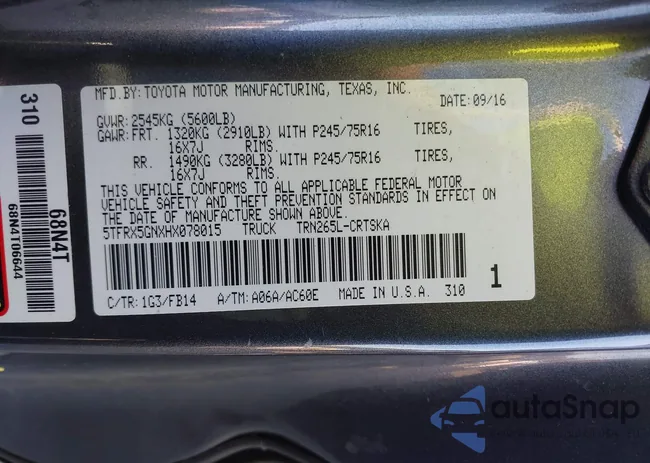 MFD.BY: TOYOTA MOTOR MANUFACTURING, TEXAS, INC.
DATE: 09/16
GVWR: 2545KG (5600LB)
GAWR: FRT. 1320KG (2910LB) WITH P245/75R16 TIRES,
16X7J RIMS.
RR. 1490KG (3280LB) WITH P245/75R16 TIRES,
16X7J RIMS.
THIS VEHICLE CONFORMS TO ALL APPLICABLE FEDERAL MOTOR
VEHICLE SAFETY AND THEFT PREVENTION STANDARDS IN EFFECT ON
THE DATE OF MANUFACTURE SHOWN ABOVE.
5TFRX5GNXHX078015 TRUCK TRN265L-CRTSKA
1
C/TR: 1G3/FB14 A/TM: A06A/AC60E MADE IN U.S.A. 310
310
68N4T06644
68N4T
autoSnap